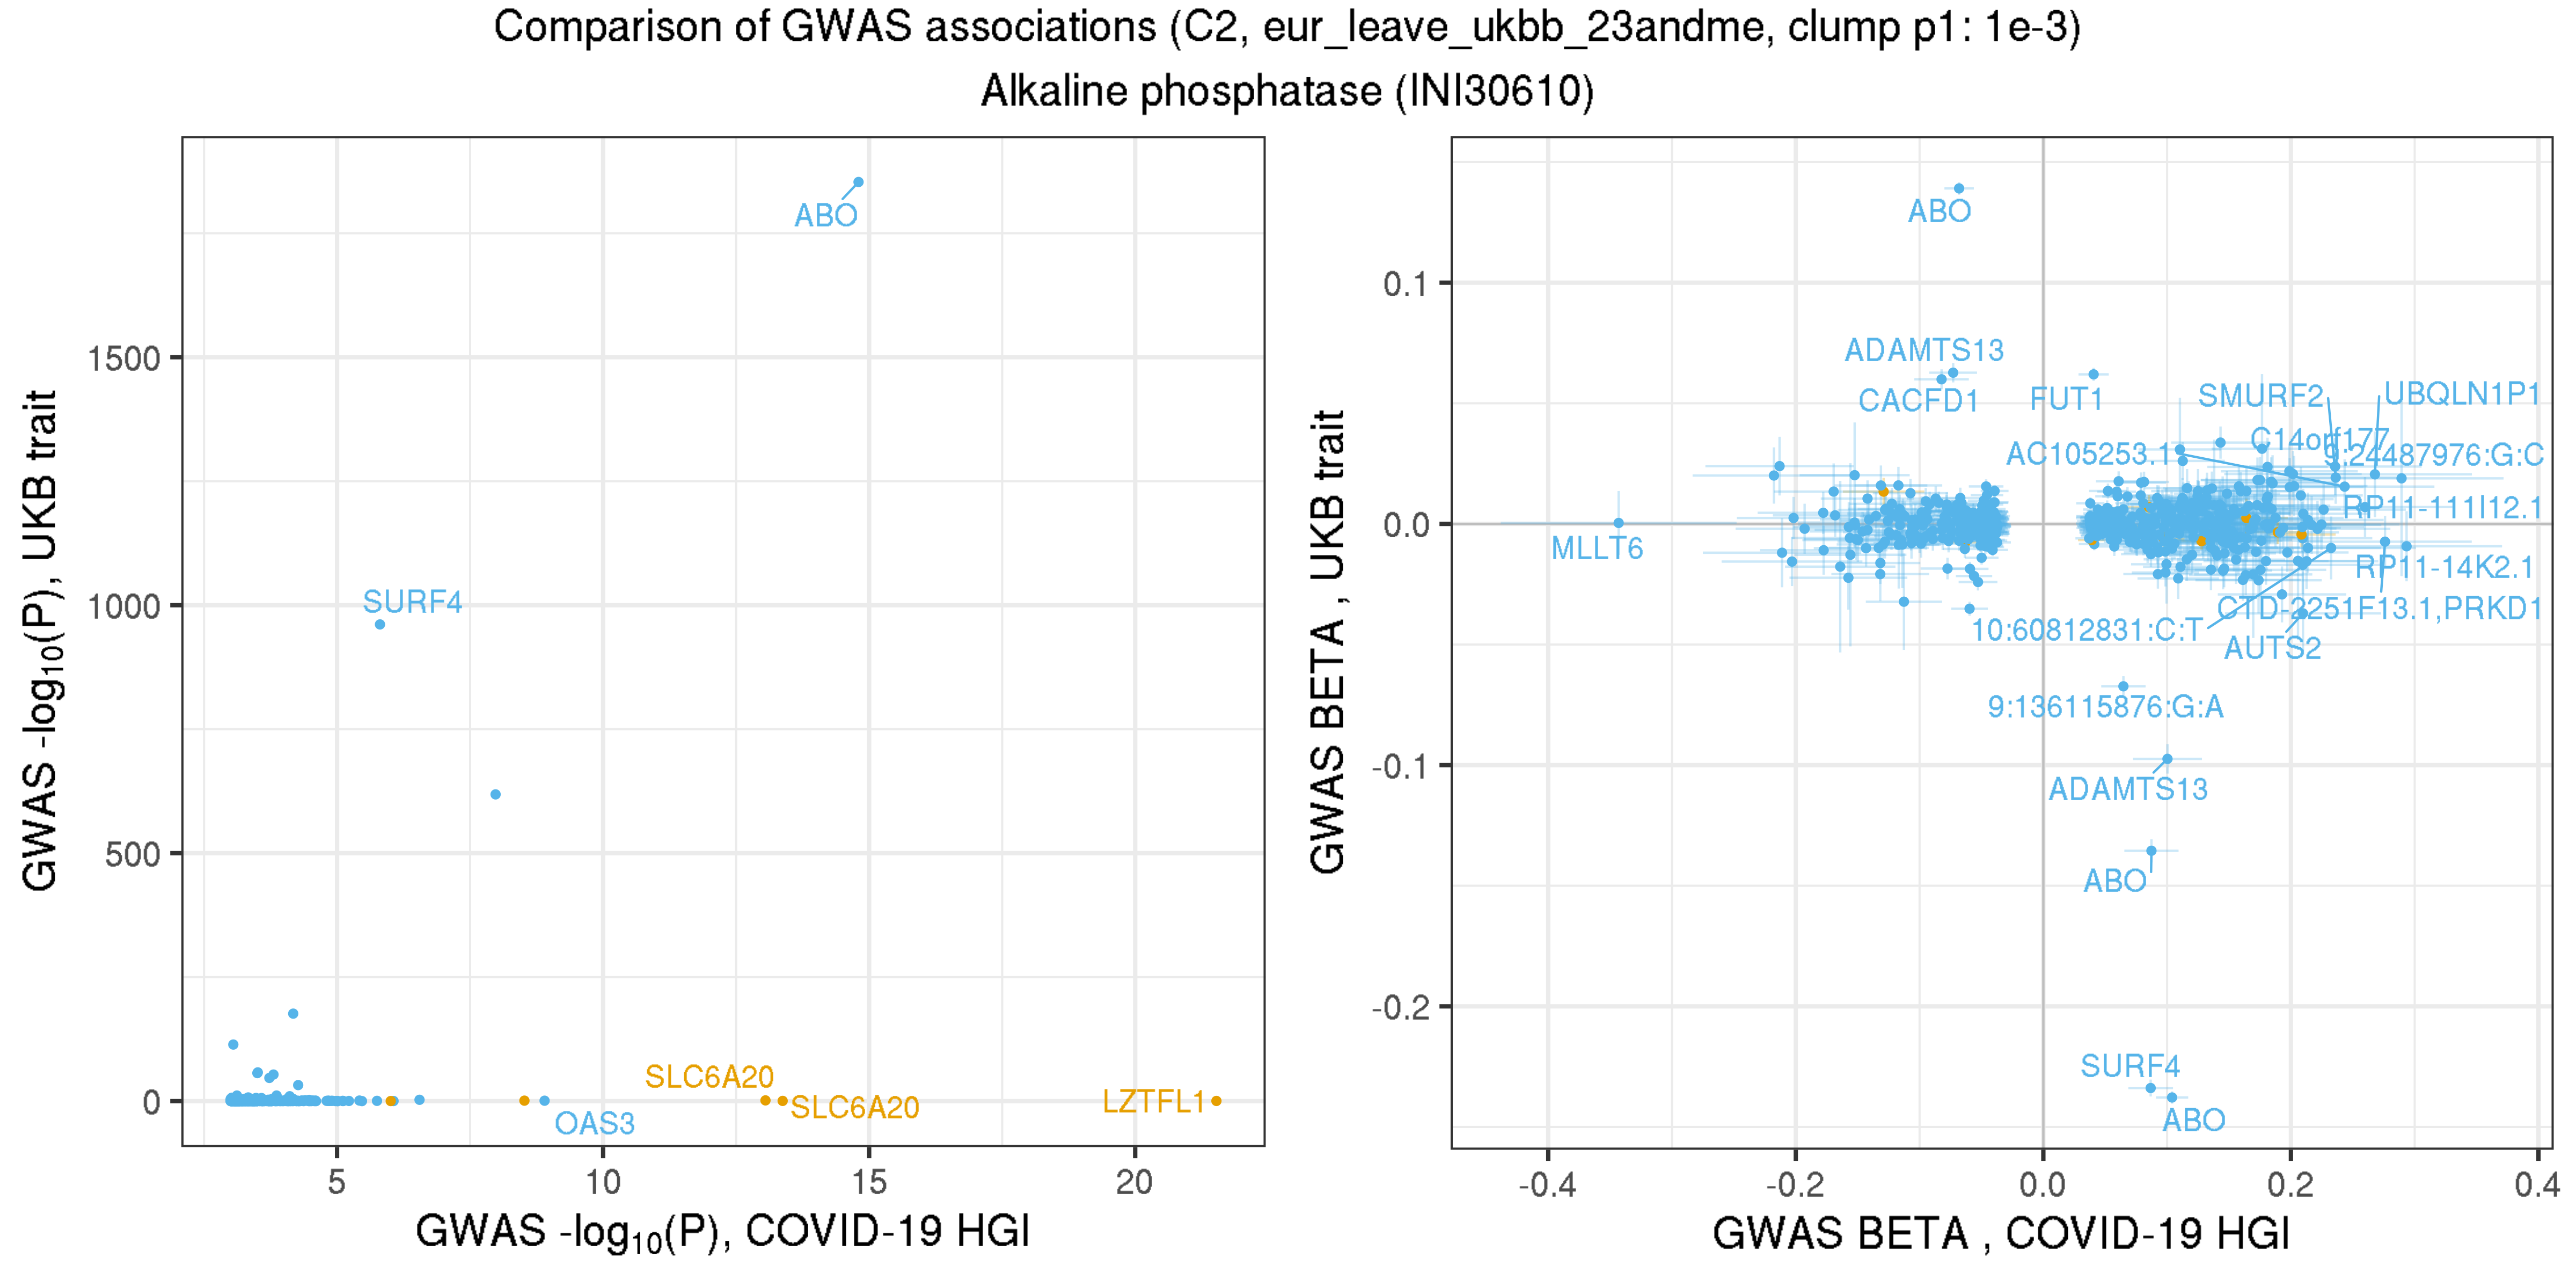 Comparison of GWAS associations (C2, eur_leave_ukbb_23andme, clump p1: 1e-3)
Alkaline phosphatase (INI30610)
GWAS -log10(P), UKB trait
1500
1000
500
0
ABO
SURF4
SLC6A20
SLC6A20
LZTFL1
OAS3
5
10
15
20
GWAS -log10(P), COVID-19 HGI
GWAS BETA , UKB trait
0.1
0.0
-0.1
-0.2
ABO
ADAMTS13
CACFD1
FUT1
SMURF2
UBQLN1P1
C14orf177
AC105253.1
9:24487976:G:C
RP11-111I12.1
MLLT6
RP11-14K2.1
CTD-2251F13.1,PRKD1
10:60812831:C:T
AUTS2
9:136115876:G:A
ADAMTS13
ABO
SURF4
ABO
-0.4
-0.2
0.0
0.2
0.4
GWAS BETA , COVID-19 HGI